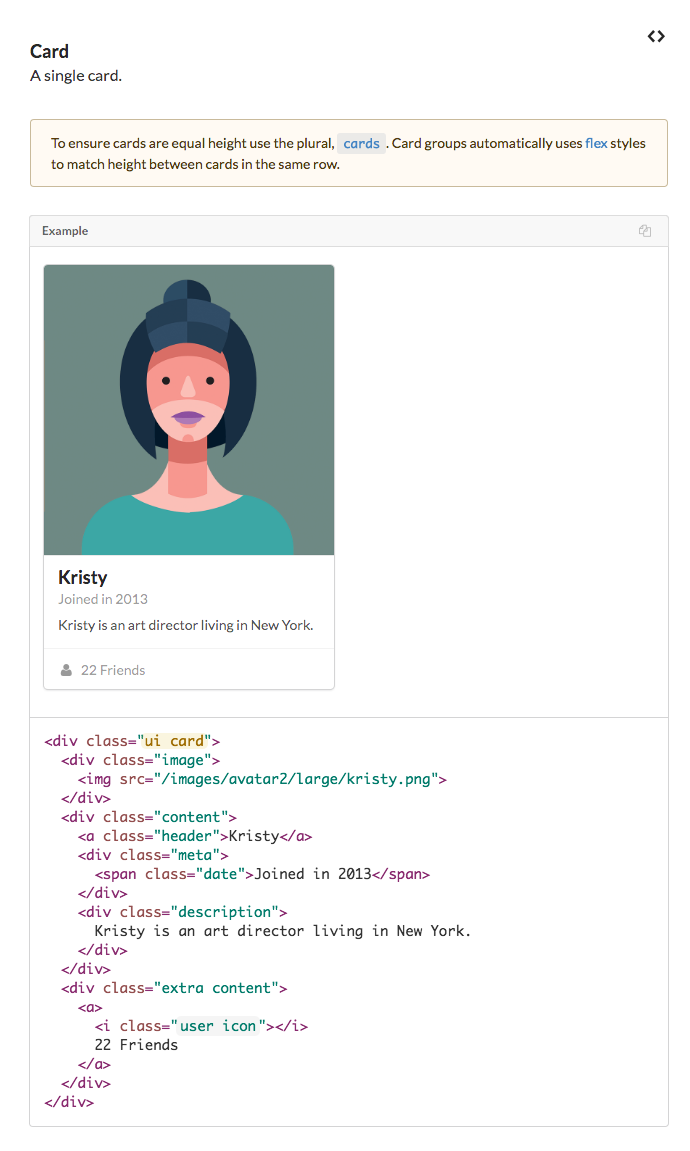 Card
A single card.
To ensure cards are equal height use the plural, cards . Card groups automatically uses flex styles
to match height between cards in the same row.
Example
Kristy
Joined in 2013
Kristy is an art director living in New York.
22 Friends
<div class="ui card">
  <div class="image">
    <img src="/images/avatar2/large/kristy.png">
  </div>
  <div class="content">
    <a class="header">Kristy</a>
    <div class="meta">
      <span class="date">Joined in 2013</span>
    </div>
    <div class="description">
      Kristy is an art director living in New York.
    </div>
  </div>
  <div class="extra content">
    <a>
      <i class="user icon"></i>
      22 Friends
    </a>
  </div>
</div>